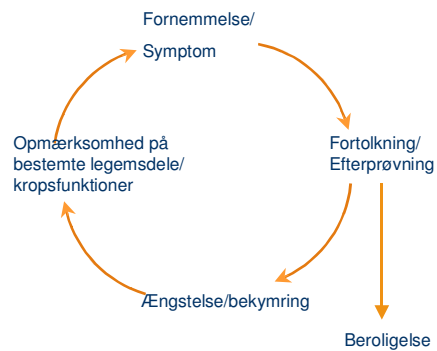 Fornemmelse/
Symptom
Fortolkning/
Efterprøvning
Opmærksomhed på
bestemte legemsdele/
kropsfunktioner
Ængstelse/bekymring
Beroligelse